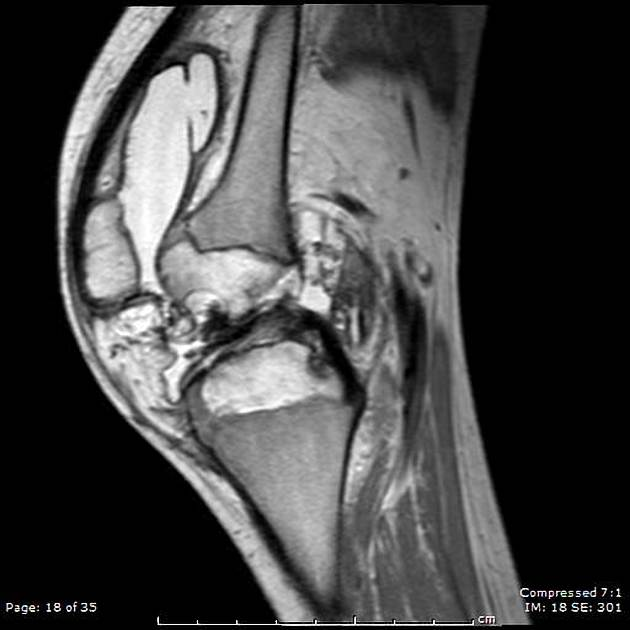 Page: 18 of 35
Compressed 7:1
IM: 18 SE: 301
cm